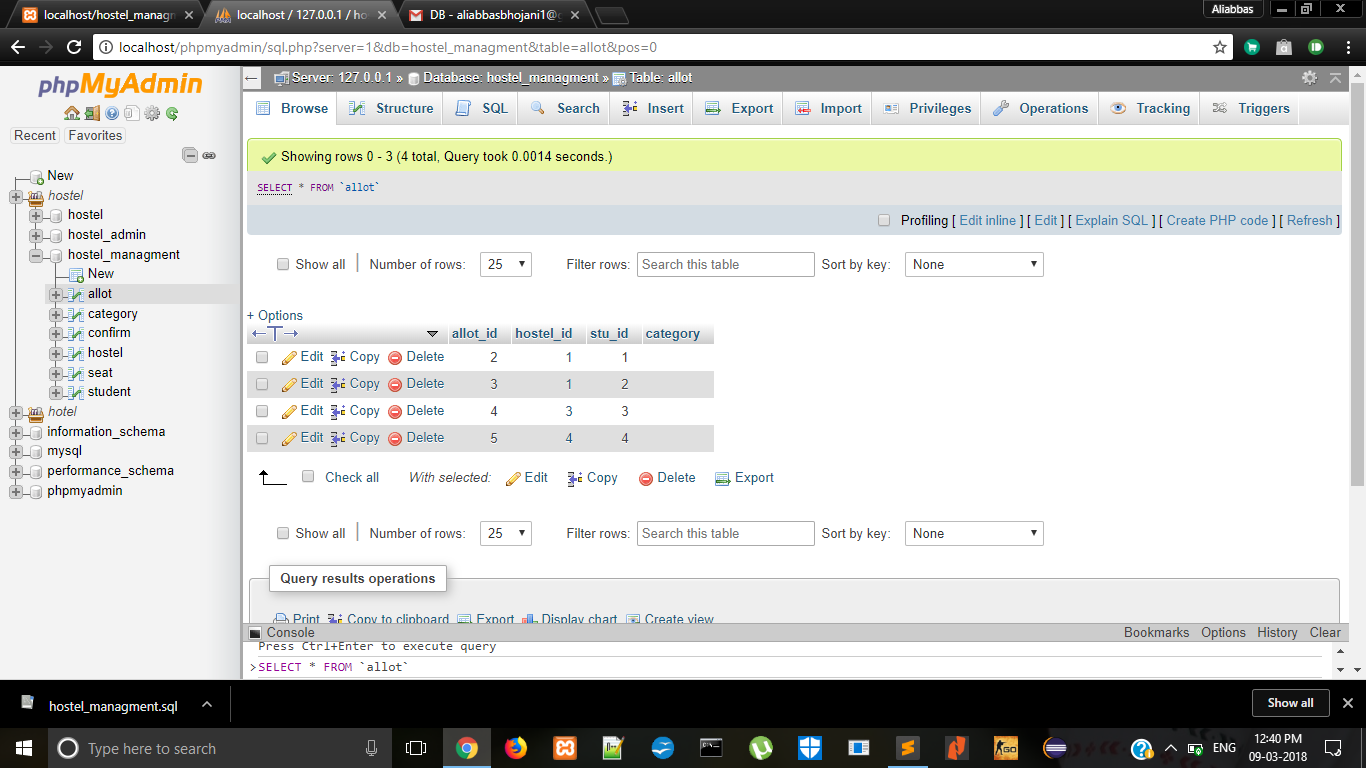 localhost/hostel_managm
localhost / 127.0.0.1 / ho
DB - aliabbasbhojani1@g
Aliabbas
localhost/phpmyadmin/sql.php?server=1&db=hostel_managment&table=allot&pos=0
phpMyAdmin
Recent Favorites
New
hostel
hostel
hostel_admin
hostel_managment
New
allot
category
confirm
hostel
seat
student
hotel
information_schema
mysql
performance_schema
phpmyadmin
Server: 127.0.0.1 » Database: hostel_managment » Table: allot
Browse Structure SQL Search Insert Export Import Privileges Operations Tracking Triggers
Showing rows 0 - 3 (4 total, Query took 0.0014 seconds.)
SELECT * FROM `allot`
Profiling [ Edit inline ] [ Edit ] [ Explain SQL ] [ Create PHP code ] [ Refresh ]
Show all | Number of rows: 25 Filter rows: Search this table Sort by key: None
+ Options
←T→ allot_id hostel_id stu_id category
Edit Copy Delete 2 1 1
Edit Copy Delete 3 1 2
Edit Copy Delete 4 3 3
Edit Copy Delete 5 4 4
Check all With selected: Edit Copy Delete Export
Show all | Number of rows: 25 Filter rows: Search this table Sort by key: None
Query results operations
Print Copy to clipboard Export Display chart Create view
Console Bookmarks Options History Clear
Press Ctrl+Enter to execute query
>SELECT * FROM `allot`
hostel_managment.sql
Show all
Type here to search
ENG
12:40 PM
09-03-2018